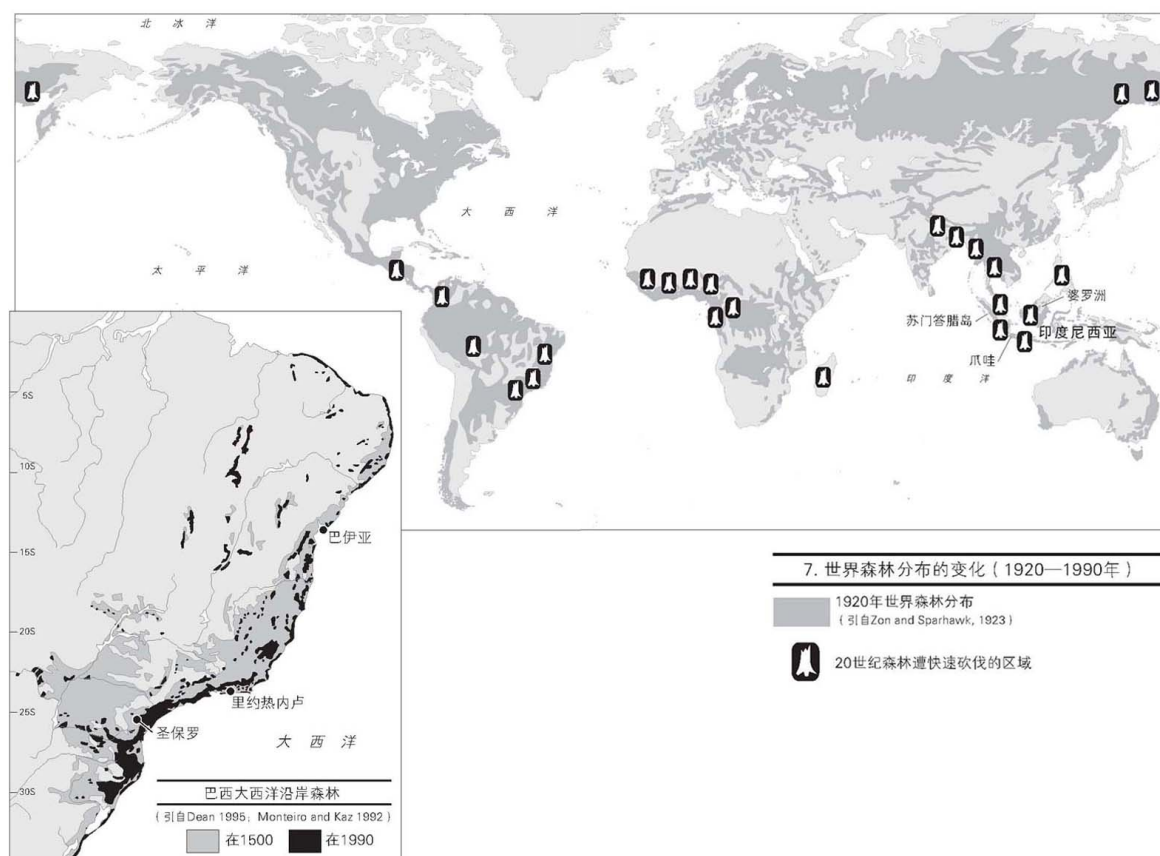 北 冰 洋
大 西 洋
太 平 洋
婆罗洲
苏门答腊岛
印度尼西亚
爪哇
印 度 洋
5S
10S
15S
20S
25S
30S
巴伊亚
里约热内卢
圣保罗
大 西 洋
巴西大西洋沿岸森林
(引自Dean 1995; Monteiro and Kaz 1992)
在1500
在1990
7. 世界森林分布的变化(1920—1990年)
1920年世界森林分布
(引自Zon and Sparhawk, 1923)
20世纪森林遭快速砍伐的区域